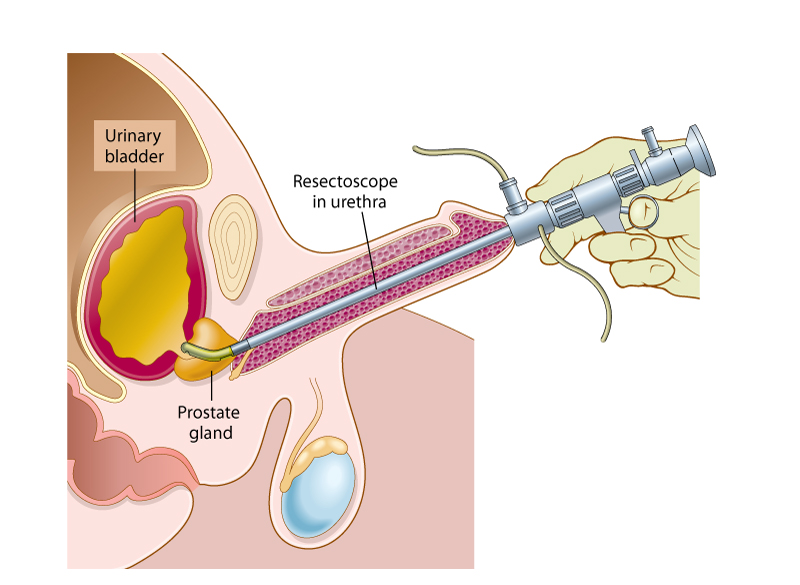 Urinary
bladder
Resectoscope
in urethra
Prostate
gland